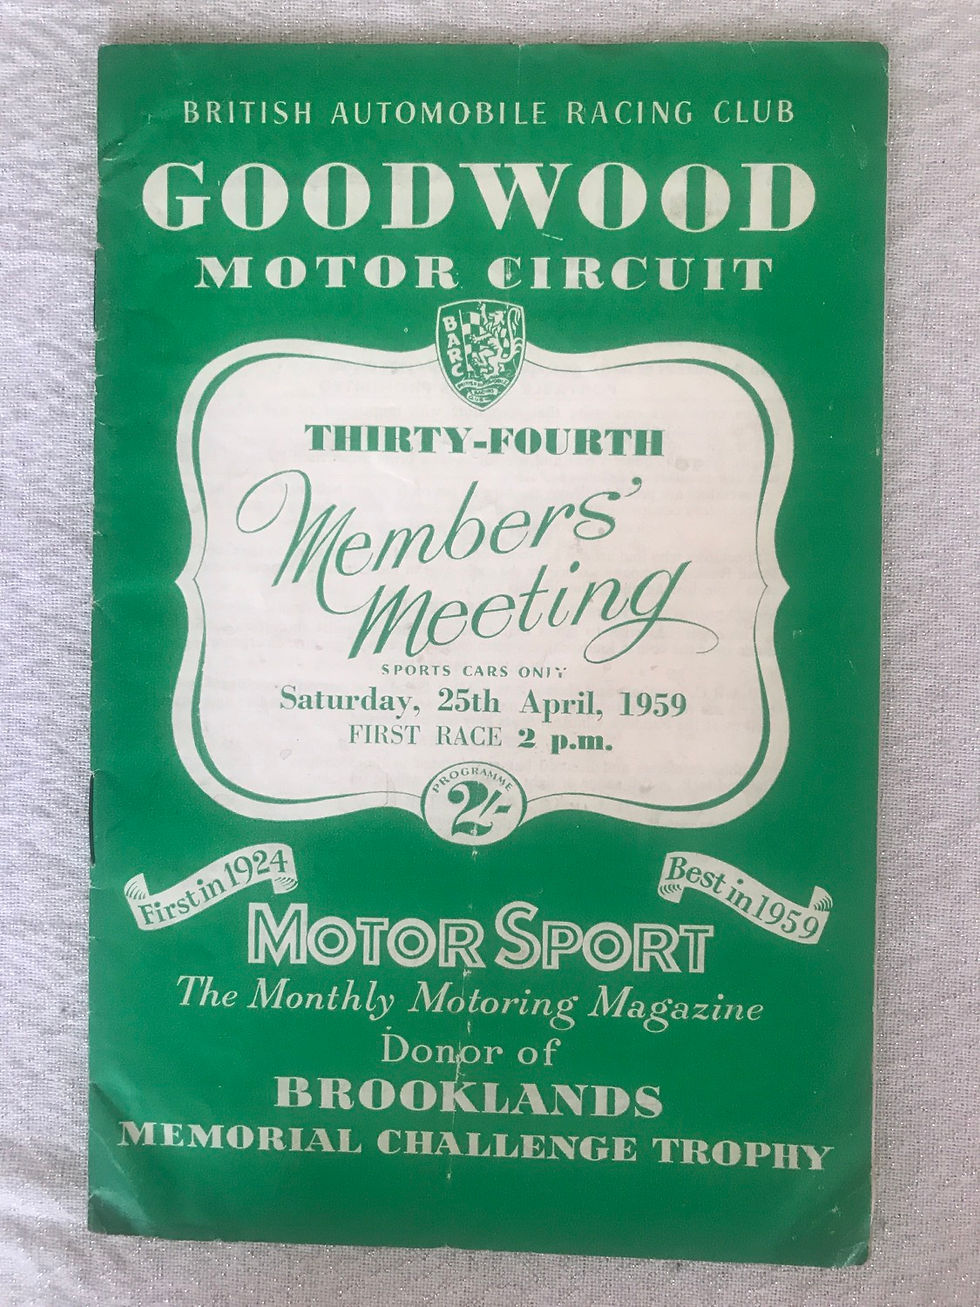 BRITISH AUTOMOBILE RACING CLUB
GOODWOOD
MOTOR CIRCUIT
BARC
THIRTY-FOURTH
Members'
Meeting
SPORTS CARS ONLY
Saturday, 25th April, 1959
FIRST RACE 2 p.m.
PROGRAMME
2/-
First in 1924
Best in 1959
MOTOR SPORT
The Monthly Motoring Magazine
Donor of
BROOKLANDS
MEMORIAL CHALLENGE TROPHY